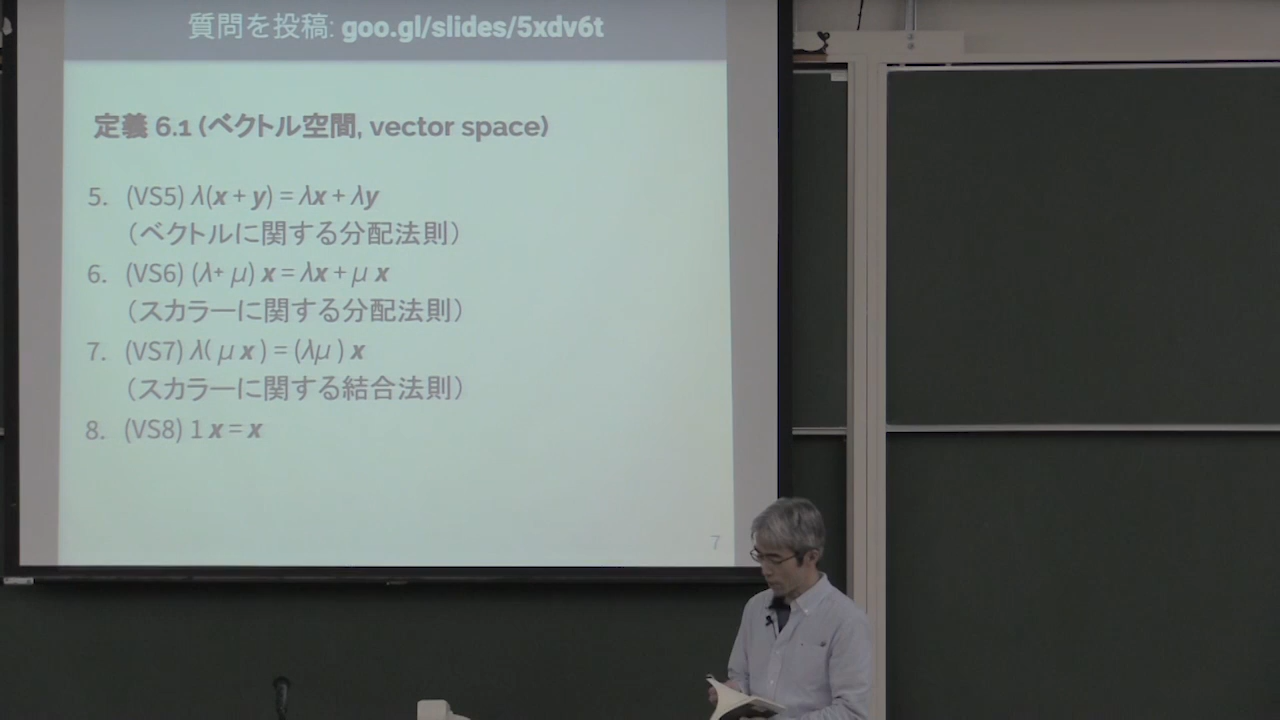 質問を投稿: goo.gl/slides/5xdv6t
定義 6.1 (ベクトル空間, vector space)
5. (VS5) λ(x + y) = λx + λy
（ベクトルに関する分配法則）
6. (VS6) (λ+ μ) x = λx + μ x
（スカラーに関する分配法則）
7. (VS7) λ( μ x ) = (λμ ) x
（スカラーに関する結合法則）
8. (VS8) 1 x = x
7